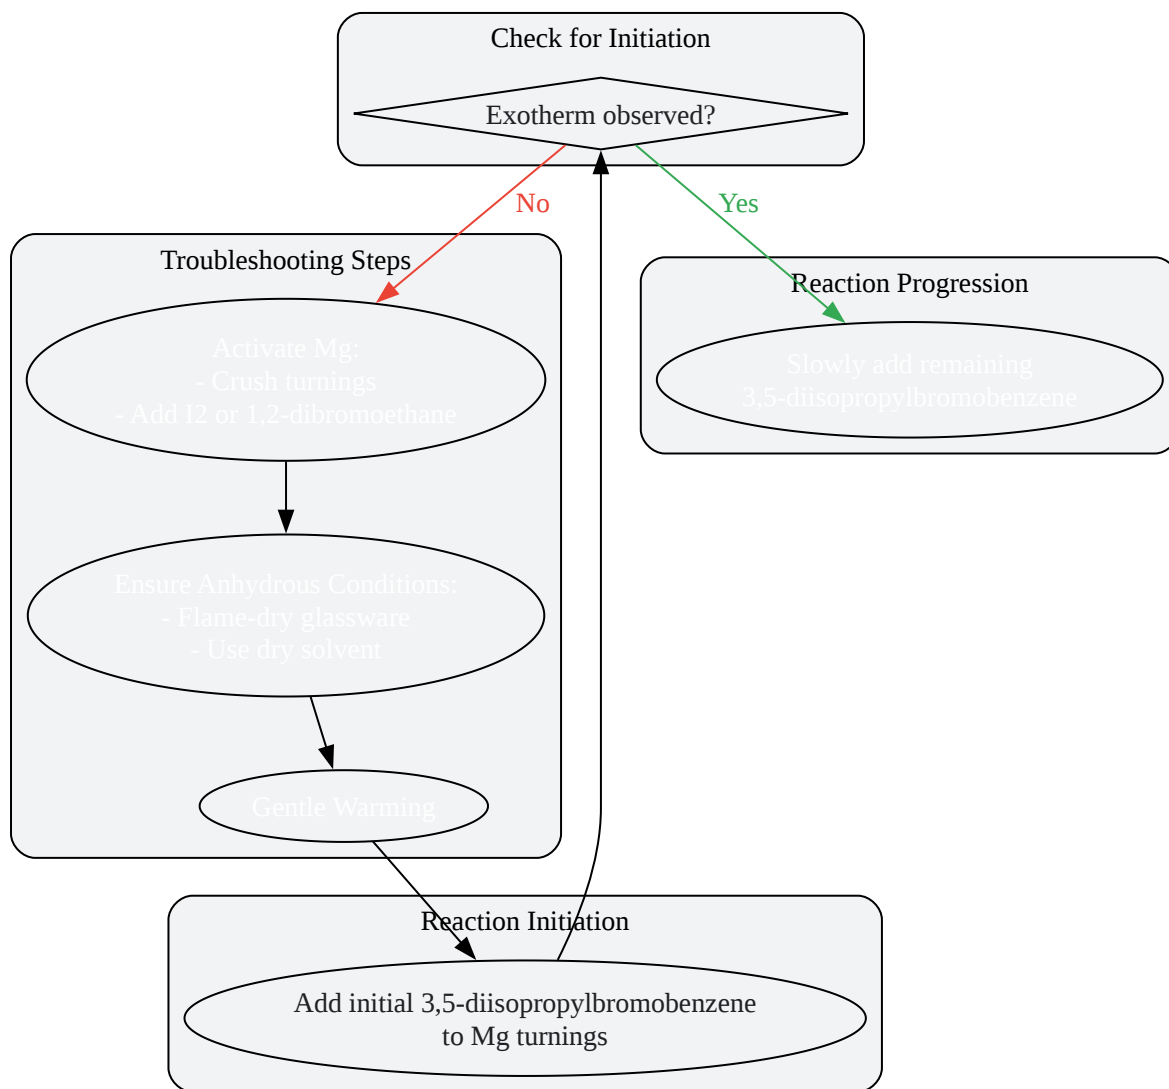 Check for Initiation
Exotherm observed?
No
Yes
Troubleshooting Steps
Activate Mg:
- Crush turnings
- Add I2 or 1,2-dibromoethane
Ensure Anhydrous Conditions:
- Flame-dry glassware
- Use dry solvent
Gentle Warming
Reaction Progression
Slowly add remaining
3,5-diisopropylbromobenzene
Reaction Initiation
Add initial 3,5-diisopropylbromobenzene
to Mg turnings